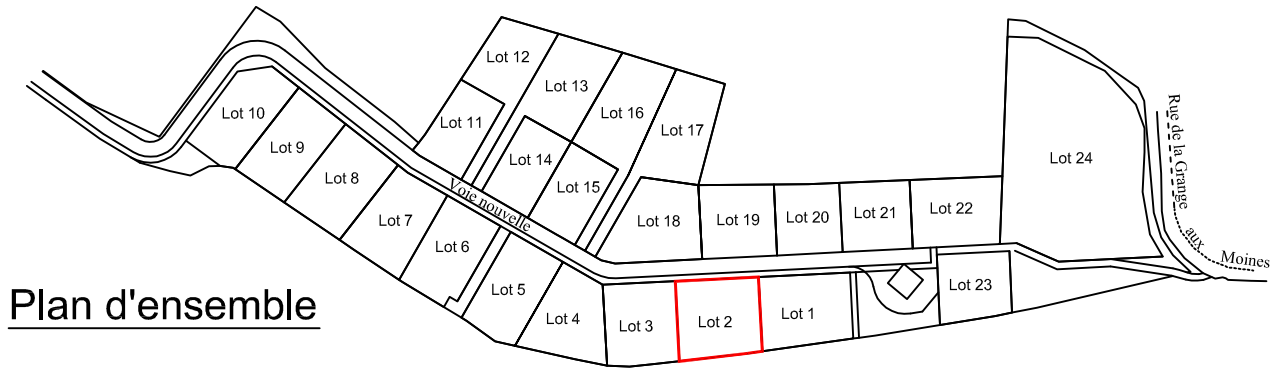 Lot 12
Lot 13
Lot 16
Lot 17
Lot 10
Lot 11
Lot 9
Lot 8
Lot 14
Lot 15
Lot 7
Lot 6
Lot 5
Lot 4
Voie nouvelle
Lot 18
Lot 19
Lot 20
Lot 21
Lot 22
Lot 24
Rue de la Grange
aux
Moines
Lot 3
Lot 2
Lot 1
Lot 23
Plan d'ensemble